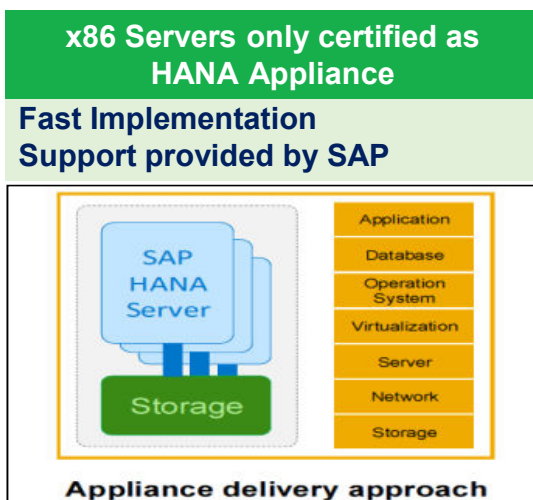 x86 Servers only certified as
HANA Appliance
Fast Implementation
Support provided by SAP
SAP
HANA
Server
Storage
Application
Database
Operation
System
Virtualization
Server
Network
Storage
Appliance delivery approach